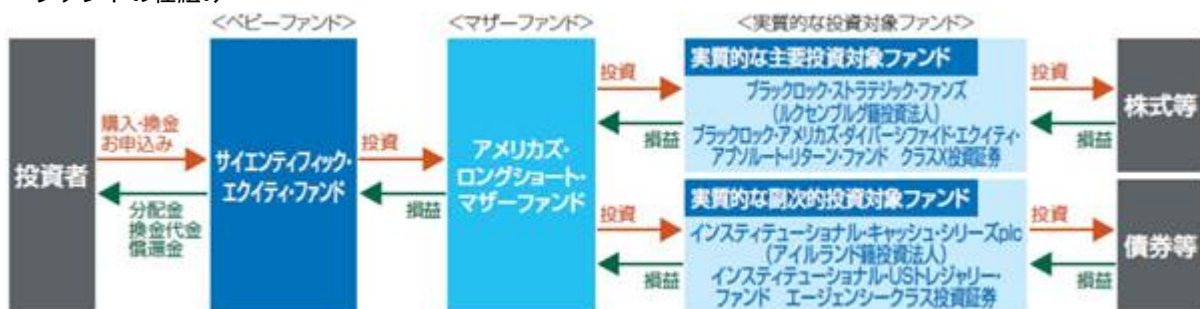 <ベビーファンド>
<マザーファンド>
<実質的な投資対象ファンド>
投資者
購入・換金
お申込み
分配金
換金代金
償還金
サイエンティフィック・
エクイティ・ファンド
投資
損益
アメリカズ・
ロングショート・
マザーファンド
投資
損益
実質的な主要投資対象ファンド
ブラックロック・ストラテジック・ファンズ
(ルクセンブルグ籍投資法人)
ブラックロック・アメリカズ・ダイバーシファイド・エクイティ・
アブソルート・リターン・ファンド クラスX投資証券
投資
損益
株式等
投資
損益
実質的な副次的投資対象ファンド
インスティテューショナル・キャッシュ・シリーズplc
(アイルランド籍投資法人)
インスティテューショナル・USトレジャリー・
ファンド エージェンシークラス投資証券
投資
損益
債券等